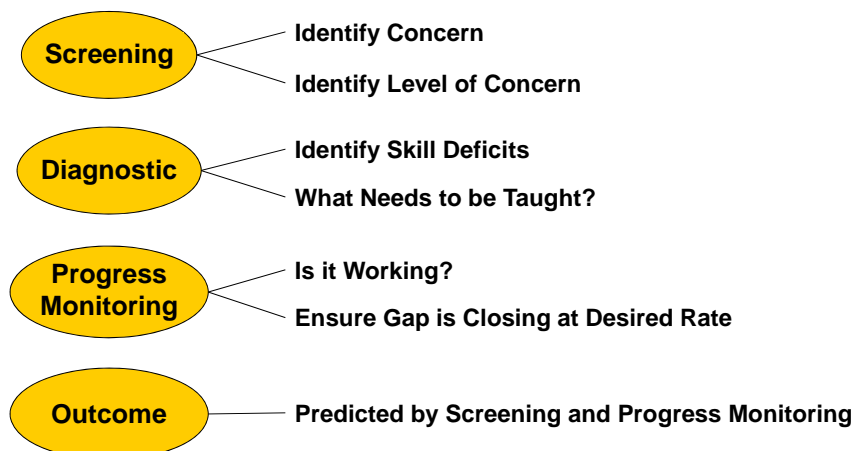 Screening
Identify Concern
Identify Level of Concern
Diagnostic
Identify Skill Deficits
What Needs to be Taught?
Progress
Monitoring
Is it Working?
Ensure Gap is Closing at Desired Rate
Outcome
Predicted by Screening and Progress Monitoring